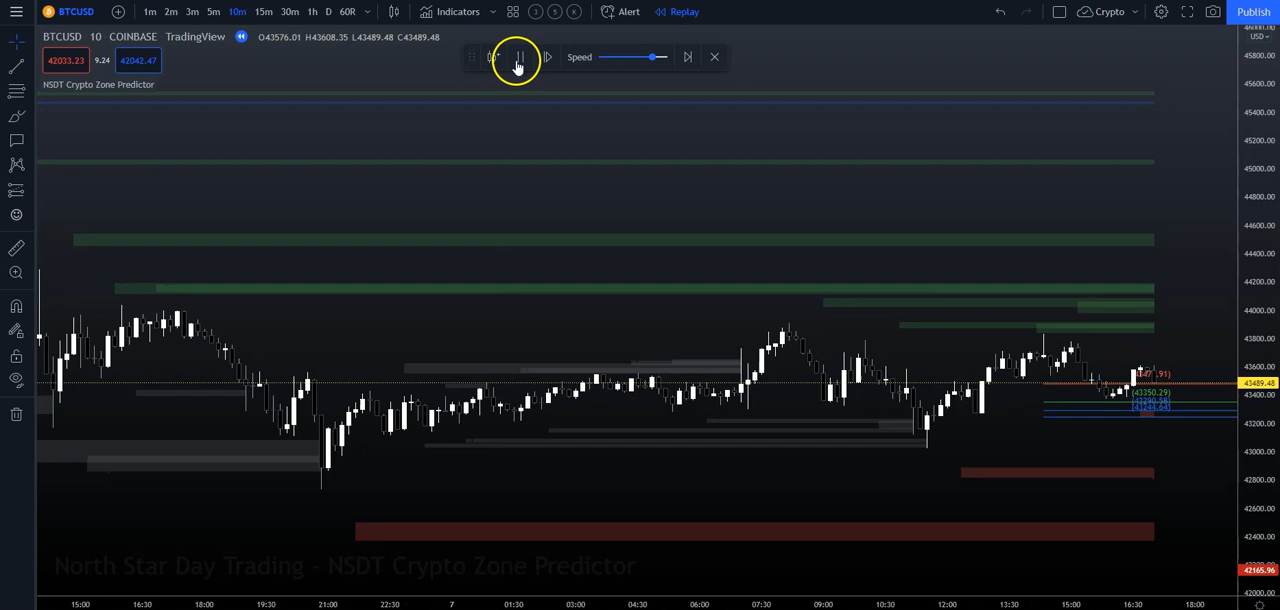 BTCUSD 1m 2m 3m 5m 10m 15m 30m 1h D 60R Indicators 3 5 K Alert Replay Crypto Publish
BTCUSD 10 COINBASE TradingView O43576.01 H43608.35 L43489.48 C43489.48
42033.23 9.24 42042.47
Speed
NSDT Crypto Zone Predictor
USD
45800.00
45600.00
45400.00
45200.00
45000.00
44800.00
44600.00
44400.00
44200.00
44000.00
43800.00
43600.00
43489.48
43400.00
(43350.29)
(43244.64)
43200.00
43000.00
42800.00
42600.00
42400.00
42165.96
42000.00
North Star Day Trading - NSDT Crypto Zone Predictor
15:00 16:30 18:00 19:30 21:00 22:30 7 01:30 03:00 04:30 06:00 07:30 09:00 10:30 12:00 13:30 15:00 16:30 18:00